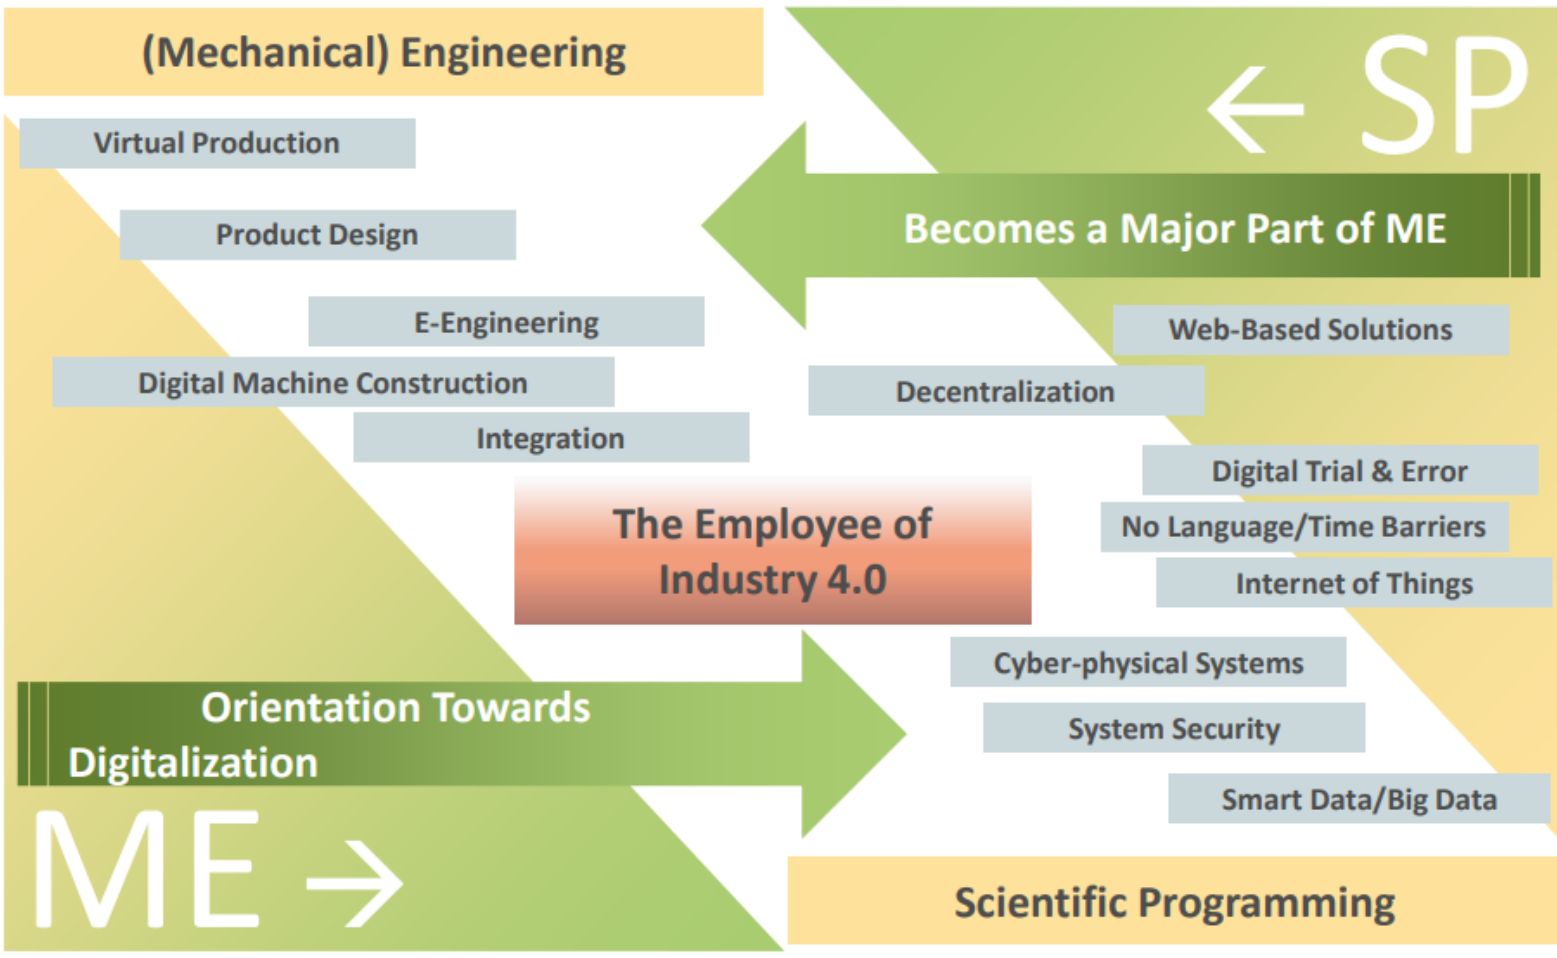 (Mechanical) Engineering
← SP
Virtual Production
Product Design
Becomes a Major Part of ME
E-Engineering
Web-Based Solutions
Digital Machine Construction
Decentralization
Integration
Digital Trial & Error
The Employee of
Industry 4.0
No Language/Time Barriers
Internet of Things
Cyber-physical Systems
Orientation Towards
Digitalization
System Security
Smart Data/Big Data
ME →
Scientific Programming